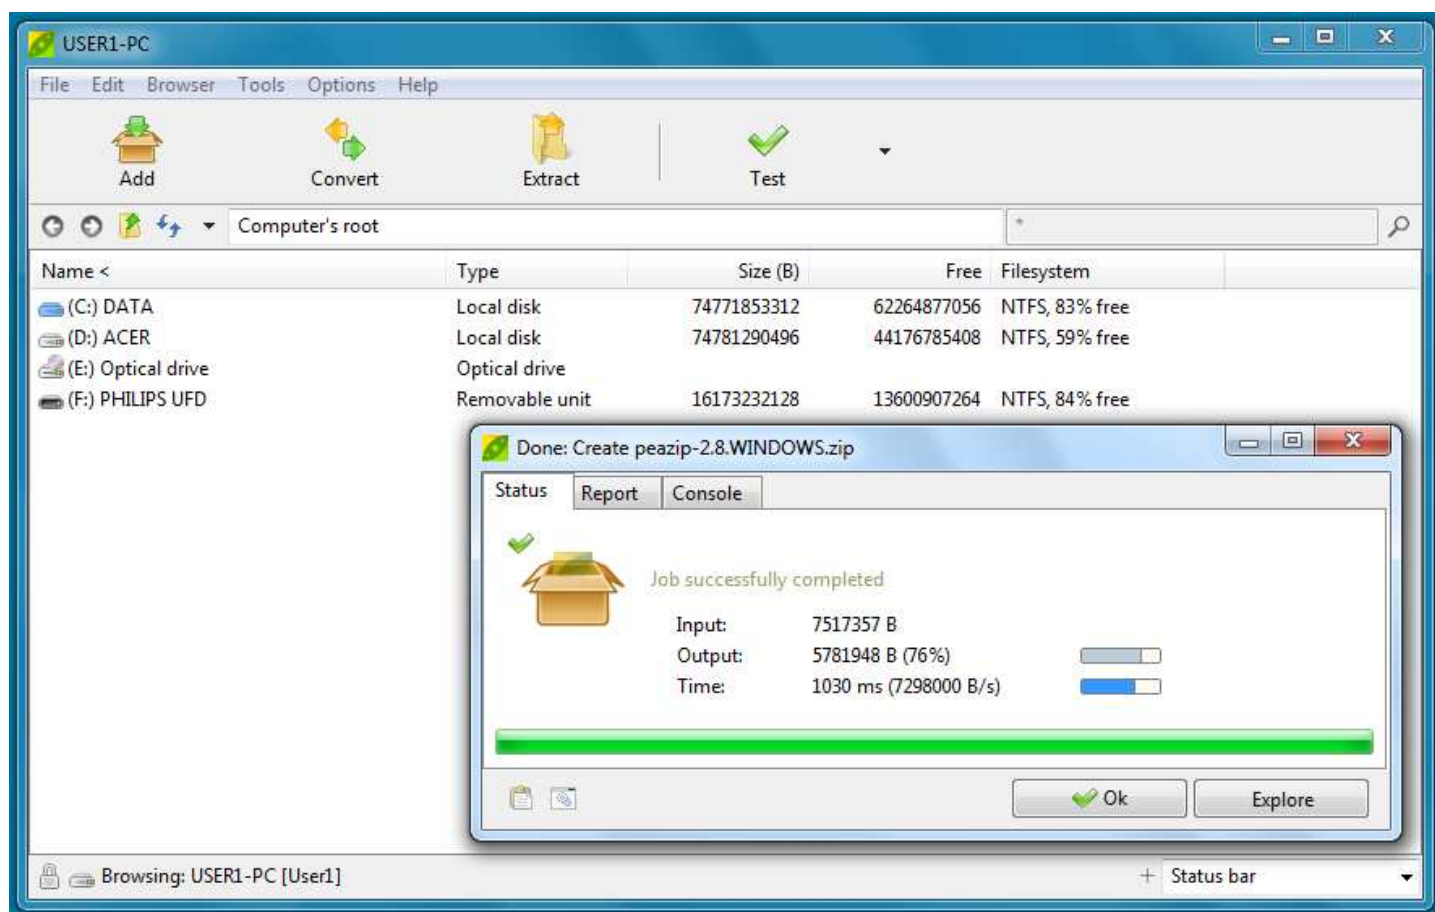 USER1-PC
File Edit Browser Tools Options Help
Add Convert Extract Test
Computer's root *
Name < Type Size (B) Free Filesystem
(C:) DATA Local disk 74771853312 62264877056 NTFS, 83% free
(D:) ACER Local disk 74781290496 44176785408 NTFS, 59% free
(E:) Optical drive Optical drive
(F:) PHILIPS UFD Removable unit 16173232128 13600907264 NTFS, 84% free
Done: Create peazip-2.8.WINDOWS.zip
Status Report Console
Job successfully completed
Input: 7517357 B
Output: 5781948 B (76%)
Time: 1030 ms (7298000 B/s)
Ok Explore
Browsing: USER1-PC [User1] + Status bar